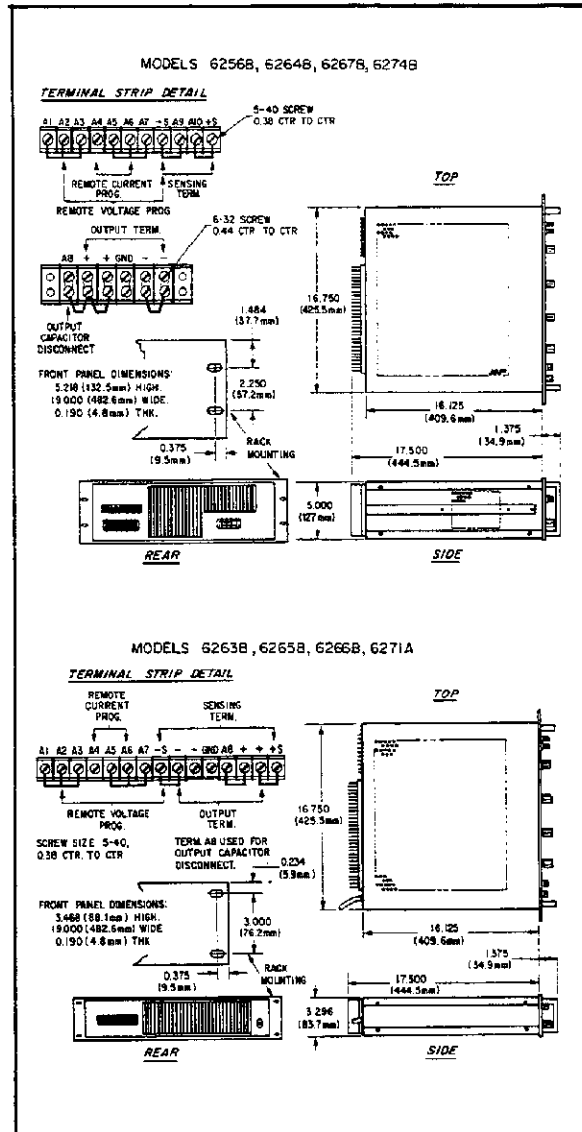 MODELS 6256B, 6264B, 6267B, 6274B
TERMINAL STRIP DETAIL
5-40 SCREW
0.38 CTR TO CTR
A1 A2 A3 A4 A5 A6 A7 -S A9 A10 +S
REMOTE CURRENT
PROG.
SENSING
TERM.
REMOTE VOLTAGE PROG
OUTPUT TERM.
6-32 SCREW
0.44 CTR TO CTR
A8 + + GND - -
OUTPUT
CAPACITOR
DISCONNECT
TOP
16.750
(425.5mm)
1.484
(37.7mm)
FRONT PANEL DIMENSIONS:
5.218 (132.5mm) HIGH.
19.000 (482.6mm) WIDE.
0.190 (4.8mm) THK.
2.250
(57.2mm)
16.125
(409.6mm)
1.375
(34.9mm)
0.375
(9.5mm)
RACK
MOUNTING
17.500
(444.5mm)
5.000
(127mm)
REAR
SIDE
MODELS 6263B, 6265B, 6266B, 6271A
TERMINAL STRIP DETAIL
REMOTE
CURRENT
PROG.
SENSING
TERM.
A1 A2 A3 A4 A5 A6 A7 -S - - GND A8 + + +S
REMOTE VOLTAGE
PROG.
OUTPUT
TERM.
SCREW SIZE 5-40,
0.38 CTR. TO CTR
TERM. A8 USED FOR
OUTPUT CAPACITOR
DISCONNECT.
TOP
16.750
(425.5mm)
0.234
(5.9mm)
FRONT PANEL DIMENSIONS:
3.468 (88.1mm) HIGH.
19.000 (482.6mm) WIDE
0.190 (4.8mm) THK
3.000
(76.2mm)
16.125
(409.6mm)
1.375
(34.9mm)
0.375
(9.5mm)
RACK
MOUNTING
17.500
(444.5mm)
3.296
(83.7mm)
REAR
SIDE